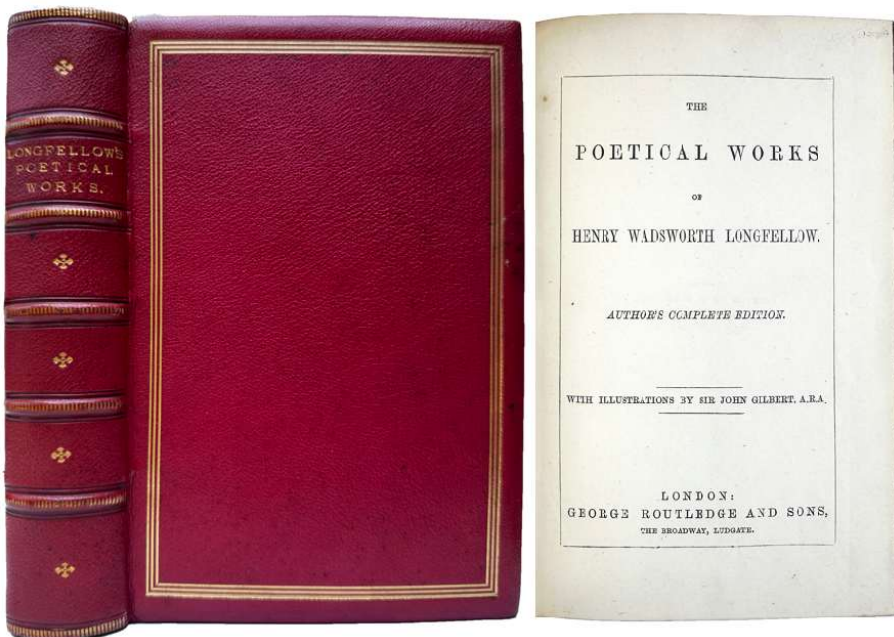 LONGFELLOW'S
POETICAL
WORKS.
THE
POETICAL WORKS
OF
HENRY WADSWORTH LONGFELLOW.
AUTHOR'S COMPLETE EDITION.
WITH ILLUSTRATIONS BY SIR JOHN GILBERT, A.R.A.
LONDON:
GEORGE ROUTLEDGE AND SONS,
THE BROADWAY, LUDGATE.